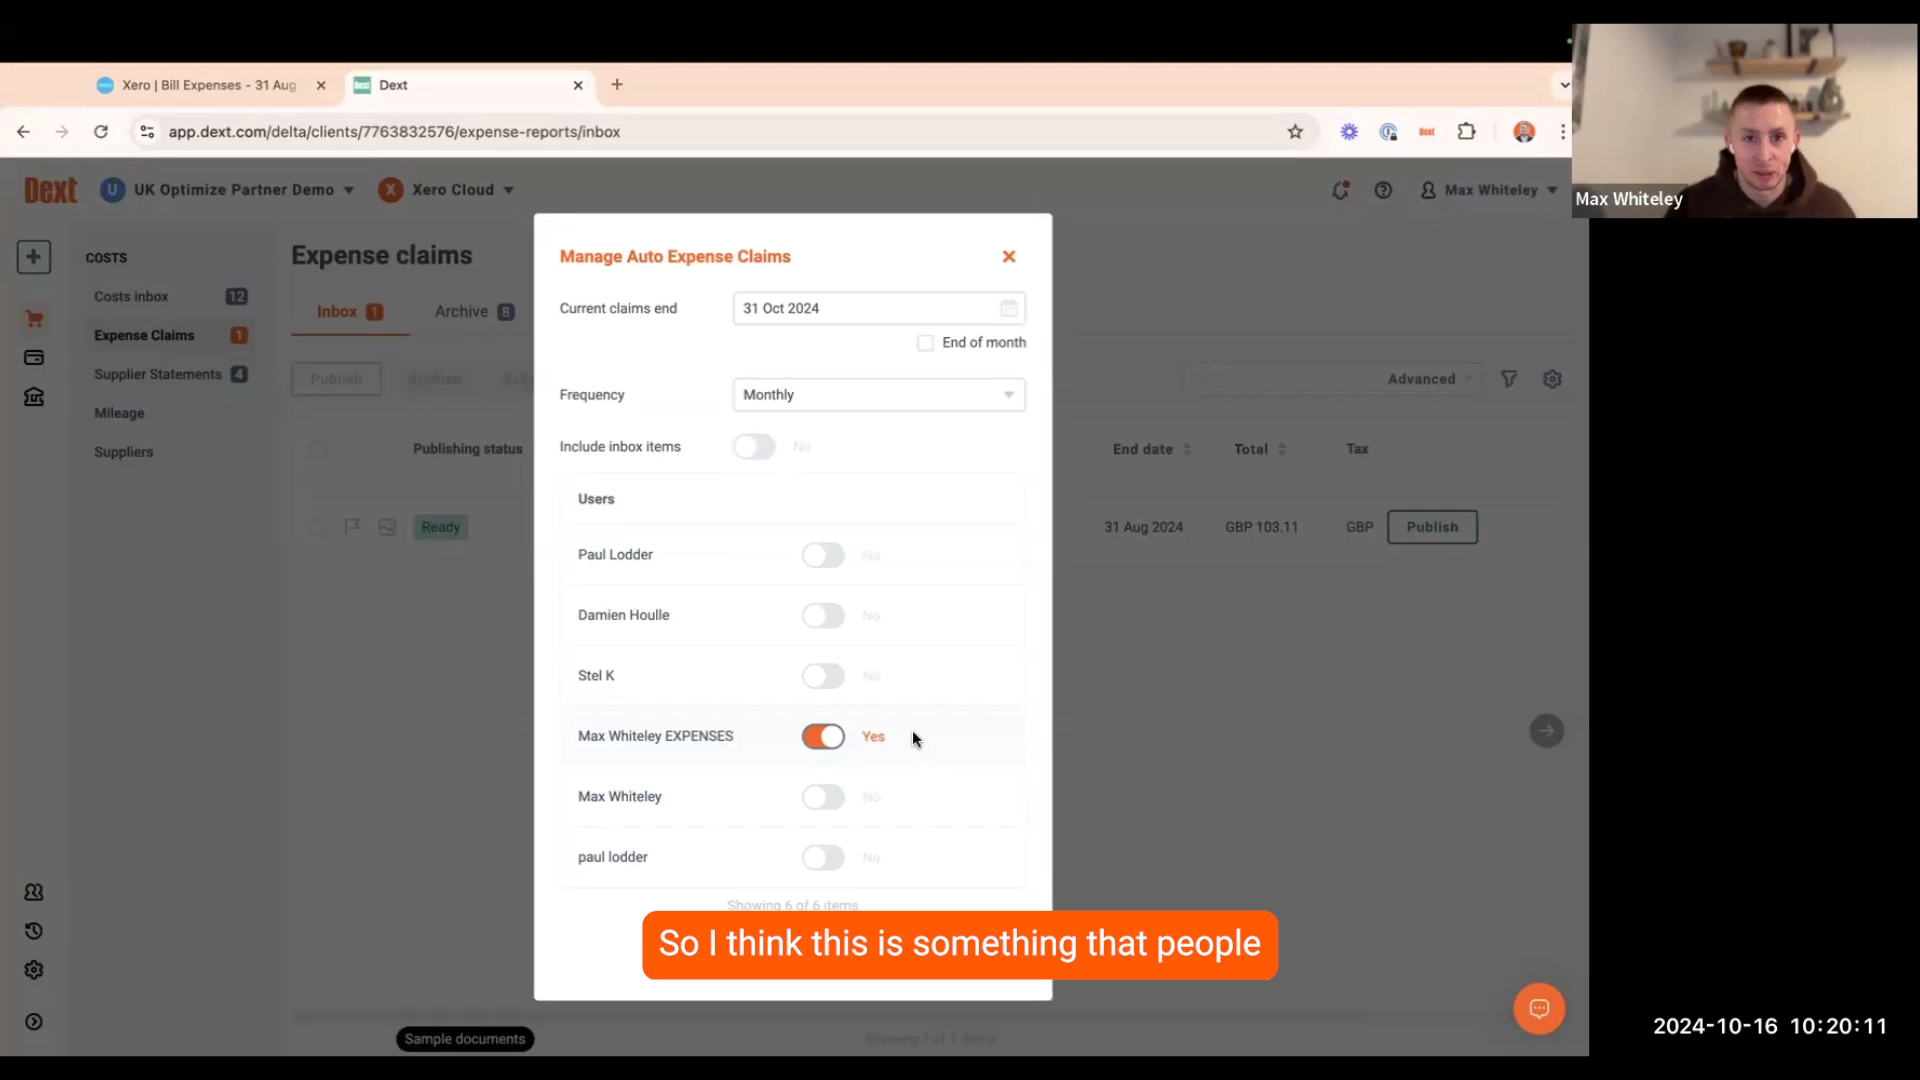 Xero | Bill Expenses - 31 Aug
Dext
app.dext.com/delta/clients/7763832576/expense-reports/inbox
Max Whiteley
Dext
U
UK Optimize Partner Demo
X
Xero Cloud
Max Whiteley
COSTS
Costs inbox 12
Expense Claims 1
Supplier Statements 4
Mileage
Suppliers
Expense claims
Inbox 1
Archive 8
Publish
Archive
Advanced
Publishing status
End date
Total
Tax
Ready
31 Aug 2024
GBP 103.11
GBP
Publish
Manage Auto Expense Claims
Current claims end
31 Oct 2024
End of month
Frequency
Monthly
Include inbox items
No
Users
Paul Lodder
No
Damien Houlle
No
Stel K
No
Max Whiteley EXPENSES
Yes
Max Whiteley
No
paul lodder
No
Showing 6 of 6 items
So I think this is something that people
Sample documents
Showing 1 of 1 items
2024-10-16 10:20:11